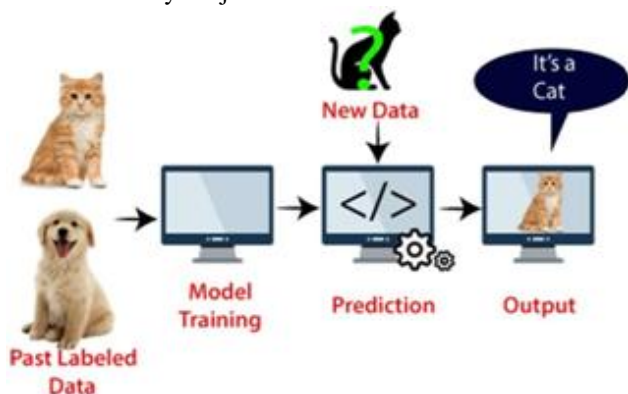 ?
New Data
It's a
Cat
</>
Model
Training
Prediction
Output
Past Labeled
Data